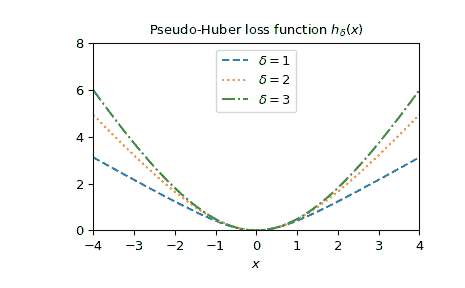 Pseudo-Huber loss function h_δ(x)
8
6
4
2
0
δ = 1
δ = 2
δ = 3
−4 −3 −2 −1 0 1 2 3 4
x